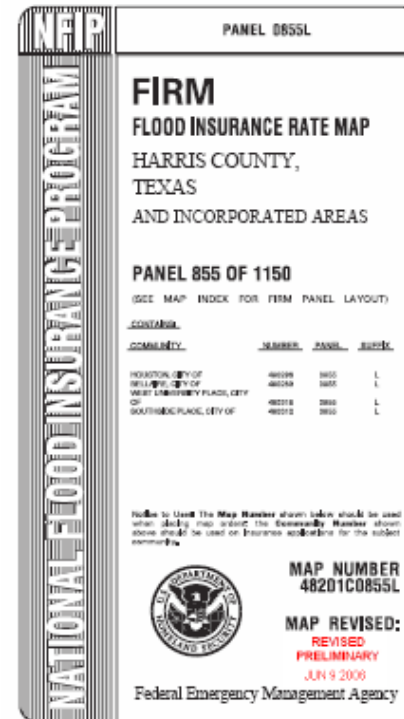 NFIP
PANEL 0855L
NATIONAL FLOOD INSURANCE PROGRAM
FIRM
FLOOD INSURANCE RATE MAP
HARRIS COUNTY,
TEXAS
AND INCORPORATED AREAS
PANEL 855 OF 1150
(SEE MAP INDEX FOR FIRM PANEL LAYOUT)
CONTAINS:
COMMUNITY NUMBER PANEL SUFFIX
HOUSTON, CITY OF 0855 L
BELLAIRE, CITY OF 0855 L
WEST UNIVERSITY PLACE, CITY
OF 0855 L
SOUTHSIDE PLACE, CITY OF 0855 L
Notice to User: The Map Number shown below should be used
when placing map orders; the Community Number shown
above should be used on insurance applications for the subject
community.
U.S. DEPARTMENT OF HOMELAND SECURITY
MAP NUMBER
48201C0855L
MAP REVISED:
REVISED
PRELIMINARY
JUN 9 2006
Federal Emergency Management Agency